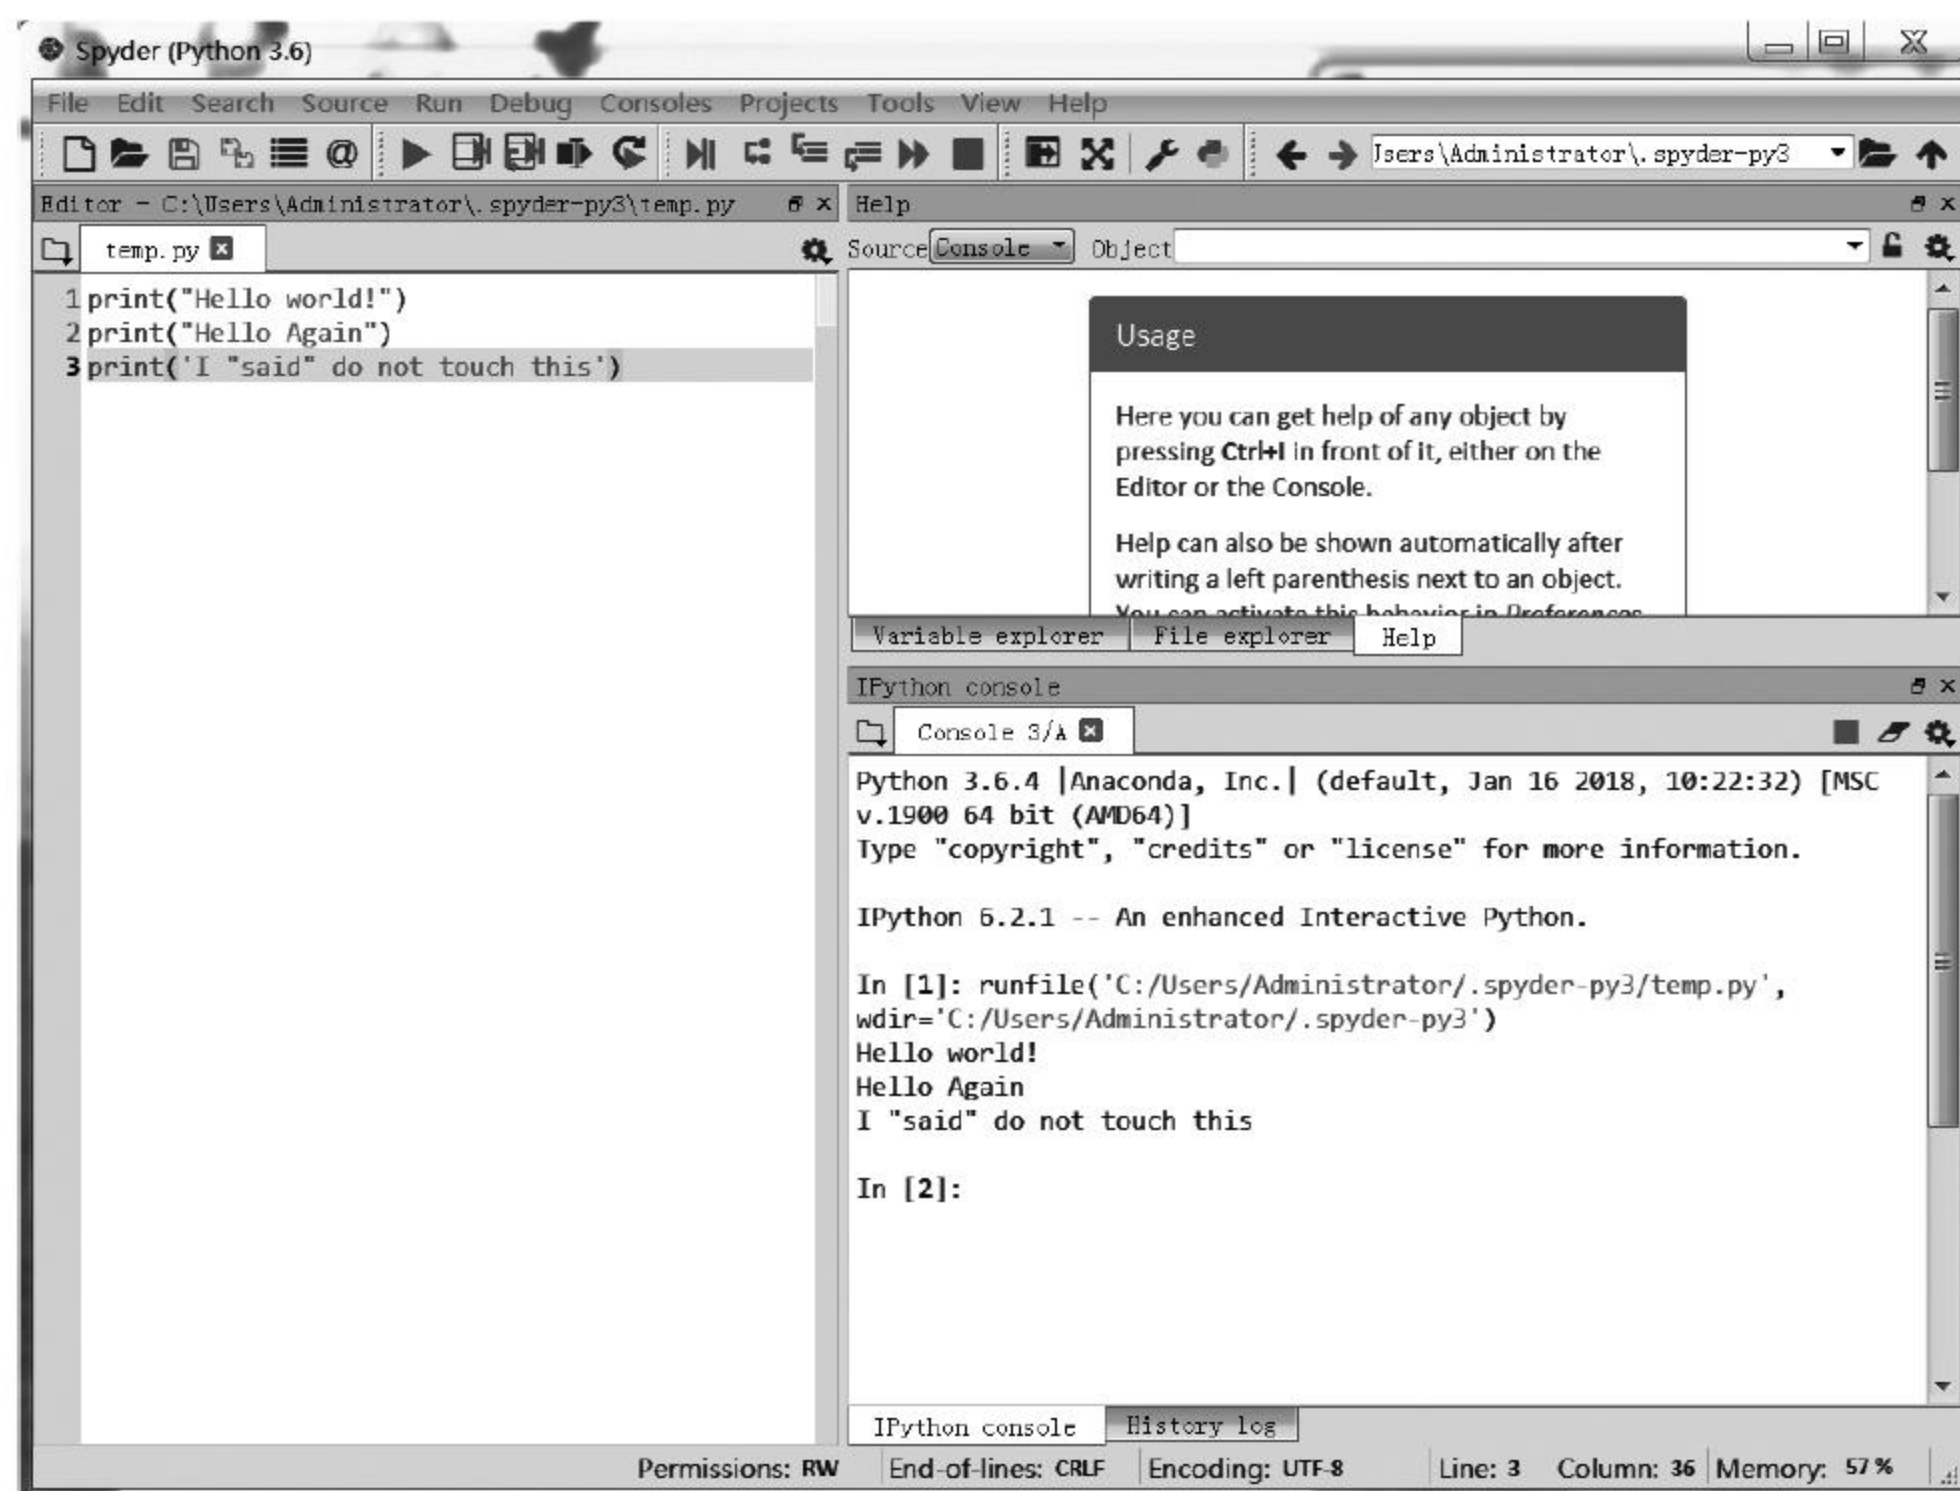 Spyder (Python 3.6)
File Edit Search Source Run Debug Consoles Projects Tools View Help
Jsers\Administrator\.spyder-py3
Editor - C:\Users\Administrator\.spyder-py3\temp.py
temp.py
1 print("Hello world!")
2 print("Hello Again")
3 print('I "said" do not touch this')
Help
Source Console Object
Usage
Here you can get help of any object by
pressing Ctrl+I in front of it, either on the
Editor or the Console.
Help can also be shown automatically after
writing a left parenthesis next to an object.
You can activate this behavior in Preferences
Variable explorer File explorer Help
IPython console
Console 3/A
Python 3.6.4 |Anaconda, Inc.| (default, Jan 16 2018, 10:22:32) [MSC
v.1900 64 bit (AMD64)]
Type "copyright", "credits" or "license" for more information.
IPython 6.2.1 -- An enhanced Interactive Python.
In [1]: runfile('C:/Users/Administrator/.spyder-py3/temp.py',
wdir='C:/Users/Administrator/.spyder-py3')
Hello world!
Hello Again
I "said" do not touch this
In [2]:
IPython console History log
Permissions: RW End-of-lines: CRLF Encoding: UTF-8 Line: 3 Column: 36 Memory: 57 %